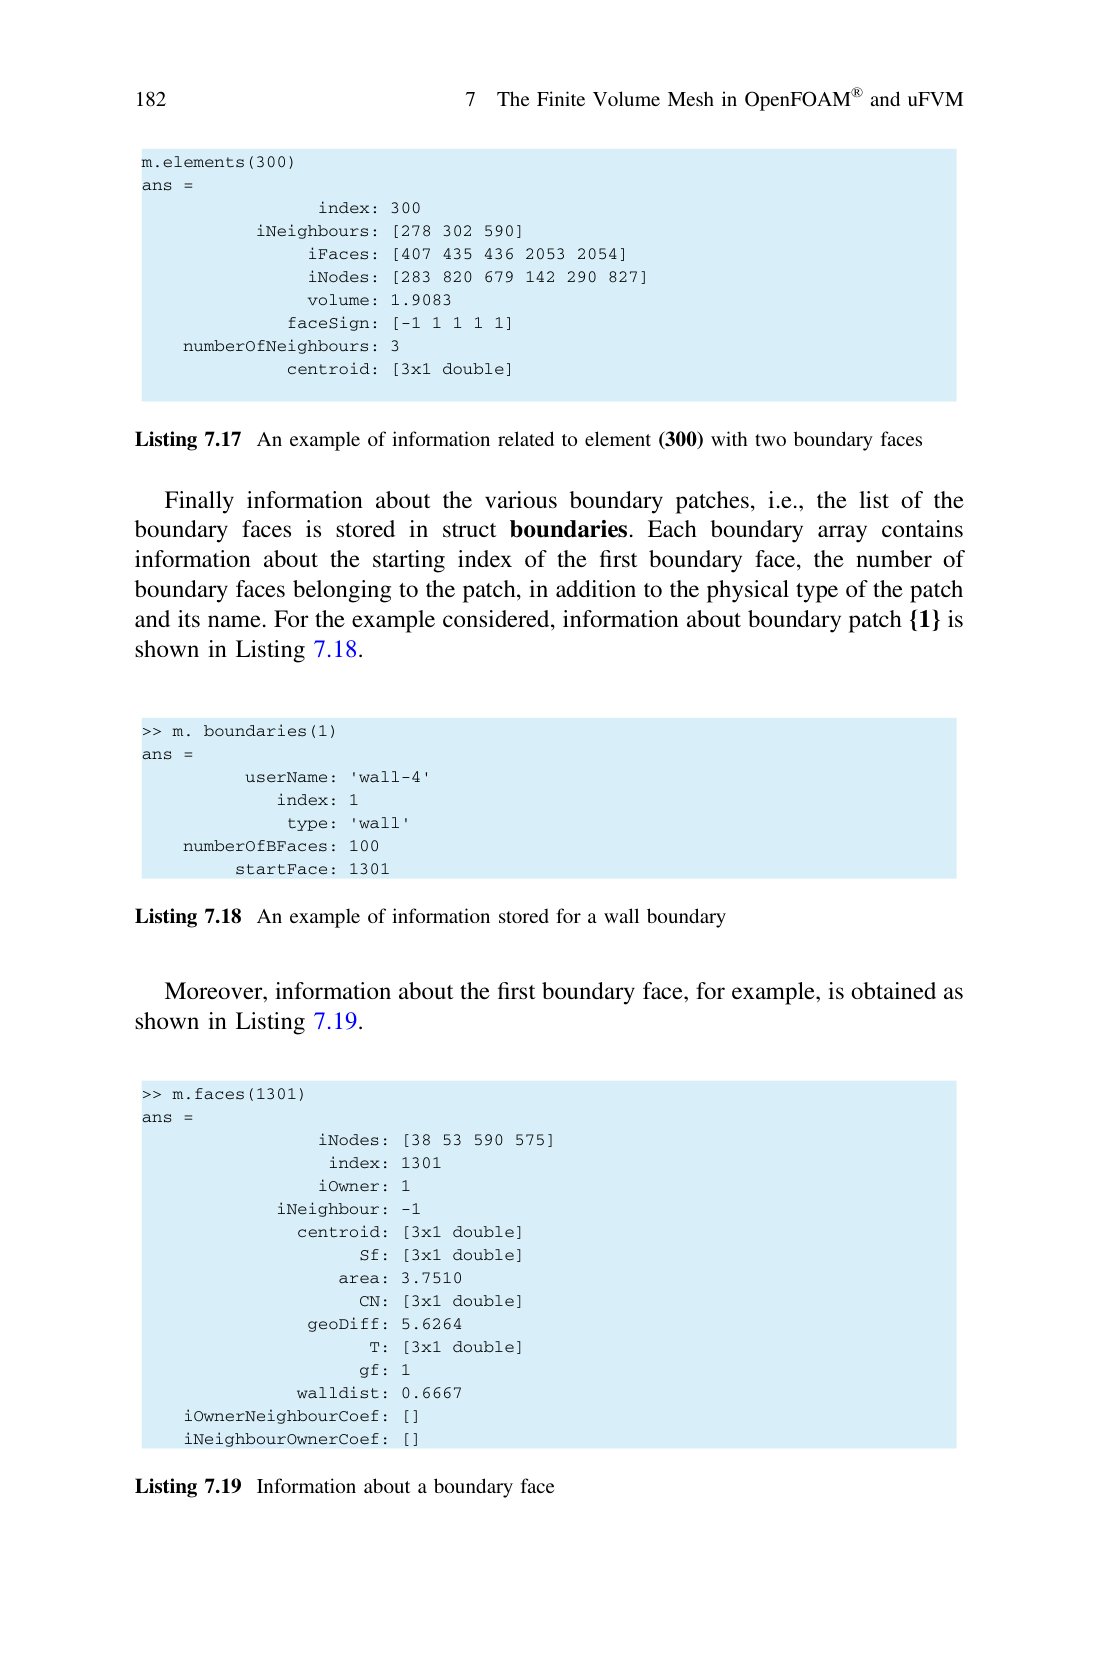 182 7 The Finite Volume Mesh in OpenFOAM® and uFVM
m.elements(300)
ans =
index: 300
iNeighbours: [278 302 590]
iFaces: [407 435 436 2053 2054]
iNodes: [283 820 679 142 290 827]
volume: 1.9083
faceSign: [-1 1 1 1 1]
numberOfNeighbours: 3
centroid: [3x1 double]
Listing 7.17 An example of information related to element (300) with two boundary faces
Finally information about the various boundary patches, i.e., the list of the
boundary faces is stored in struct boundaries. Each boundary array contains
information about the starting index of the first boundary face, the number of
boundary faces belonging to the patch, in addition to the physical type of the patch
and its name. For the example considered, information about boundary patch {1} is
shown in Listing 7.18.
>> m. boundaries(1)
ans =
userName: 'wall-4'
index: 1
type: 'wall'
numberOfBFaces: 100
startFace: 1301
Listing 7.18 An example of information stored for a wall boundary
Moreover, information about the first boundary face, for example, is obtained as
shown in Listing 7.19.
>> m.faces(1301)
ans =
iNodes: [38 53 590 575]
index: 1301
iOwner: 1
iNeighbour: -1
centroid: [3x1 double]
Sf: [3x1 double]
area: 3.7510
CN: [3x1 double]
geoDiff: 5.6264
T: [3x1 double]
gf: 1
walldist: 0.6667
iOwnerNeighbourCoef: []
iNeighbourOwnerCoef: []
Listing 7.19 Information about a boundary face